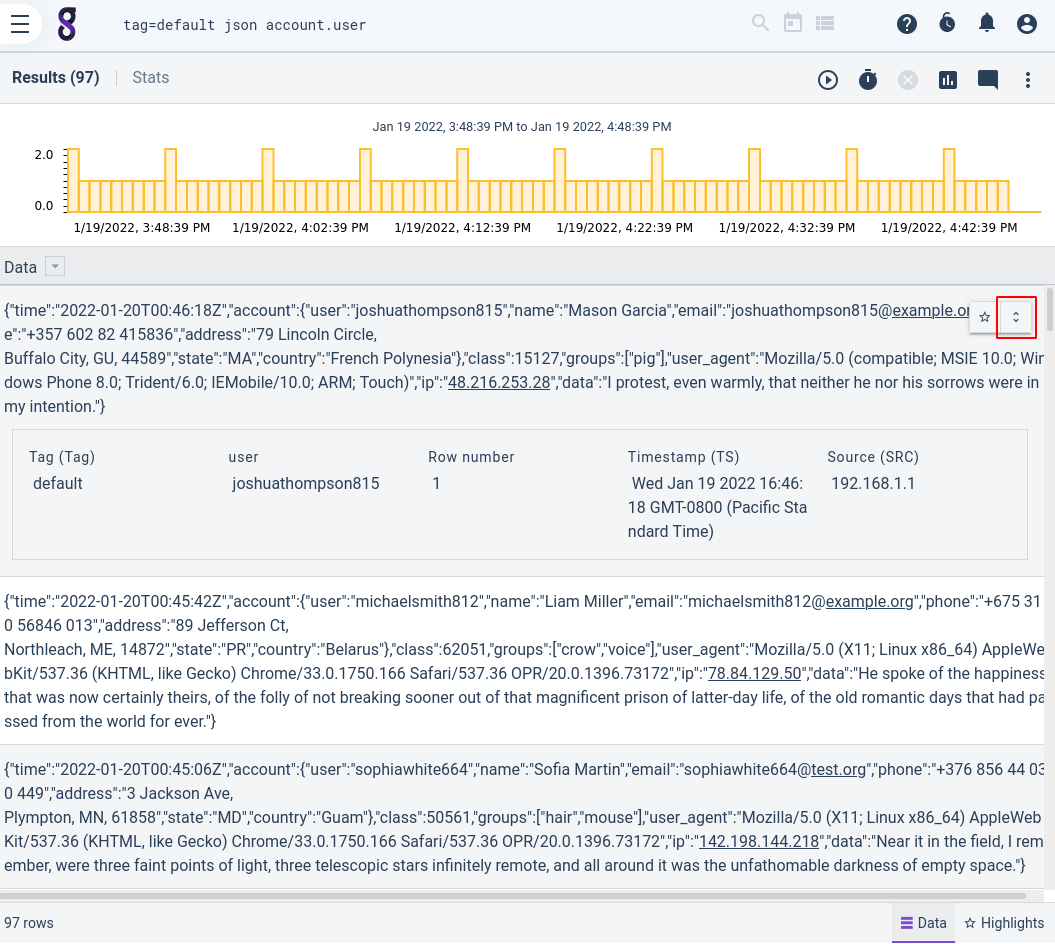 tag=default json account.user
Results (97) Stats
Jan 19 2022, 3:48:39 PM to Jan 19 2022, 4:48:39 PM
2.0
0.0
1/19/2022, 3:48:39 PM 1/19/2022, 4:02:39 PM 1/19/2022, 4:12:39 PM 1/19/2022, 4:22:39 PM 1/19/2022, 4:32:39 PM 1/19/2022, 4:42:39 PM
Data
{"time":"2022-01-20T00:46:18Z","account":{"user":"joshuathompson815","name":"Mason Garcia","email":"joshuathompson815@example.or
e":"+357 602 82 415836","address":"79 Lincoln Circle,
Buffalo City, GU, 44589","state":"MA","country":"French Polynesia"},"class":15127,"groups":["pig"],"user_agent":"Mozilla/5.0 (compatible; MSIE 10.0; Win
dows Phone 8.0; Trident/6.0; IEMobile/10.0; ARM; Touch)","ip":"48.216.253.28","data":"I protest, even warmly, that neither he nor his sorrows were in
my intention."}
Tag (Tag) user Row number Timestamp (TS) Source (SRC)
default joshuathompson815 1 Wed Jan 19 2022 16:46: 192.168.1.1
18 GMT-0800 (Pacific Sta
ndard Time)
{"time":"2022-01-20T00:45:42Z","account":{"user":"michaelsmith812","name":"Liam Miller","email":"michaelsmith812@example.org","phone":"+675 31
0 56846 013","address":"89 Jefferson Ct,
Northleach, ME, 14872","state":"PR","country":"Belarus"},"class":62051,"groups":["crow","voice"],"user_agent":"Mozilla/5.0 (X11; Linux x86_64) AppleWe
bKit/537.36 (KHTML, like Gecko) Chrome/33.0.1750.166 Safari/537.36 OPR/20.0.1396.73172","ip":"78.84.129.50","data":"He spoke of the happiness
that was now certainly theirs, of the folly of not breaking sooner out of that magnificent prison of latter-day life, of the old romantic days that had pa
ssed from the world for ever."}
{"time":"2022-01-20T00:45:06Z","account":{"user":"sophiawhite664","name":"Sofia Martin","email":"sophiawhite664@test.org","phone":"+376 856 44 03
0 449","address":"3 Jackson Ave,
Plympton, MN, 61858","state":"MD","country":"Guam"},"class":50561,"groups":["hair","mouse"],"user_agent":"Mozilla/5.0 (X11; Linux x86_64) AppleWeb
Kit/537.36 (KHTML, like Gecko) Chrome/33.0.1750.166 Safari/537.36 OPR/20.0.1396.73172","ip":"142.198.144.218","data":"Near it in the field, I rem
ember, were three faint points of light, three telescopic stars infinitely remote, and all around it was the unfathomable darkness of empty space."}
97 rows Data Highlights